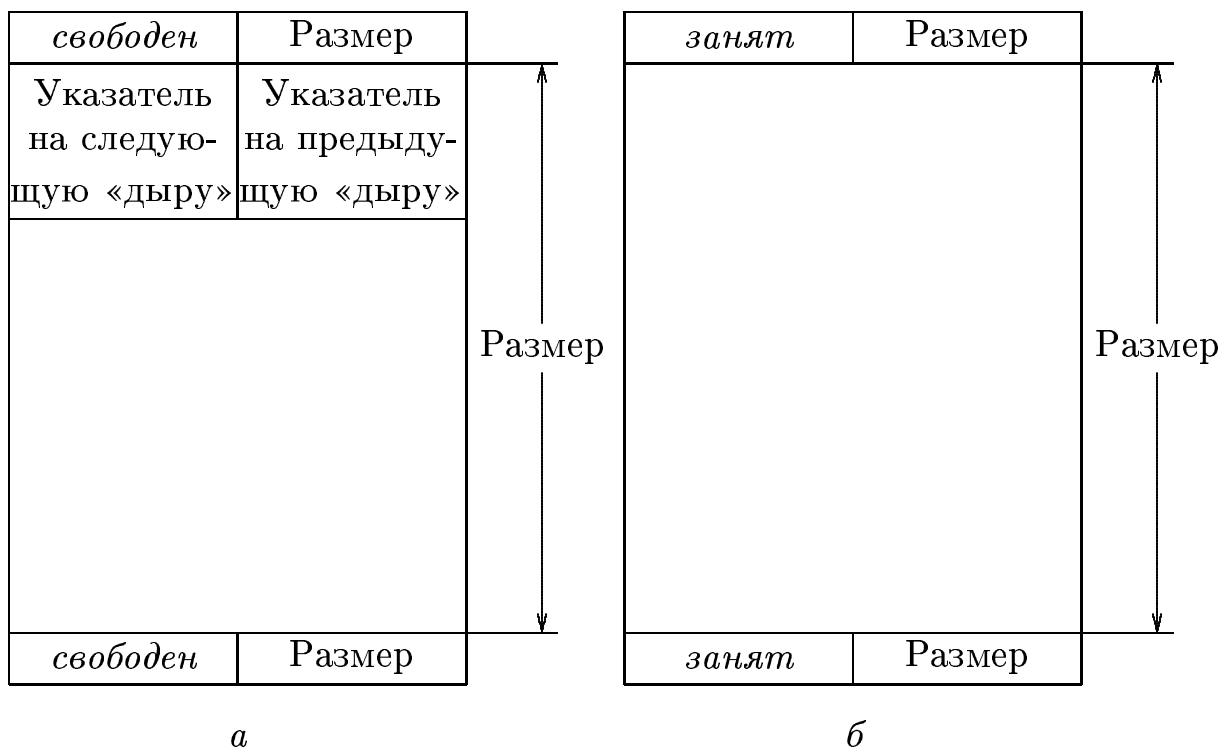 свободен Размер
Указатель
на следую-
щую «дыру»
Указатель
на предыду-
щую «дыру»
Размер
свободен Размер
а
занят Размер
Размер
занят Размер
б